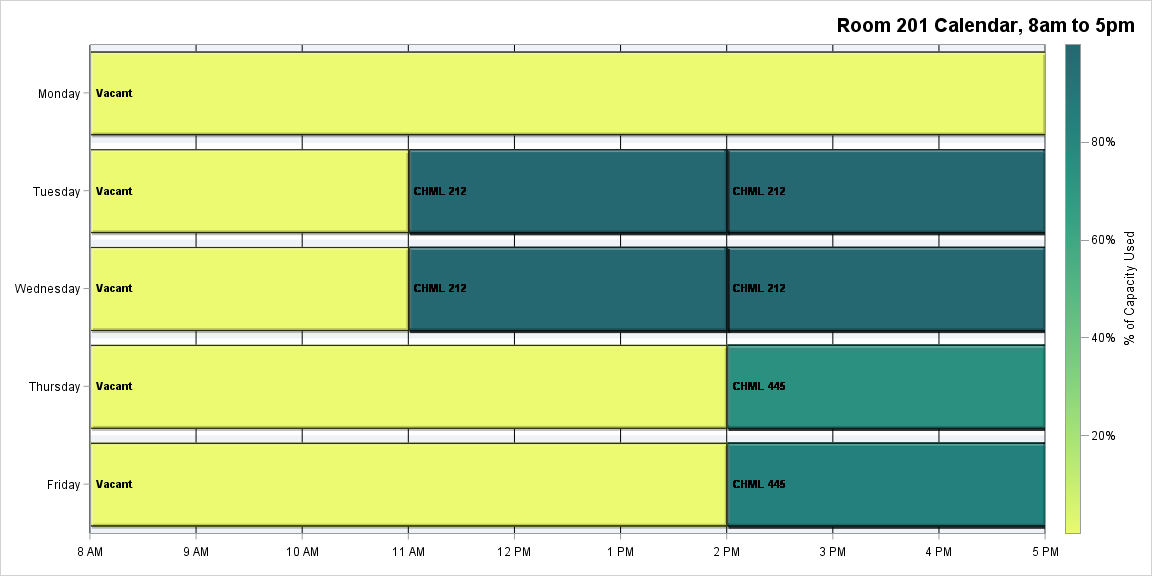 Room 201 Calendar, 8am to 5pm
Monday
Vacant
Tuesday
Vacant
CHML 212
CHML 212
Wednesday
Vacant
CHML 212
CHML 212
Thursday
Vacant
CHML 445
Friday
Vacant
CHML 445
8 AM
9 AM
10 AM
11 AM
12 PM
1 PM
2 PM
3 PM
4 PM
5 PM
80%
60%
40%
20%
% of Capacity Used